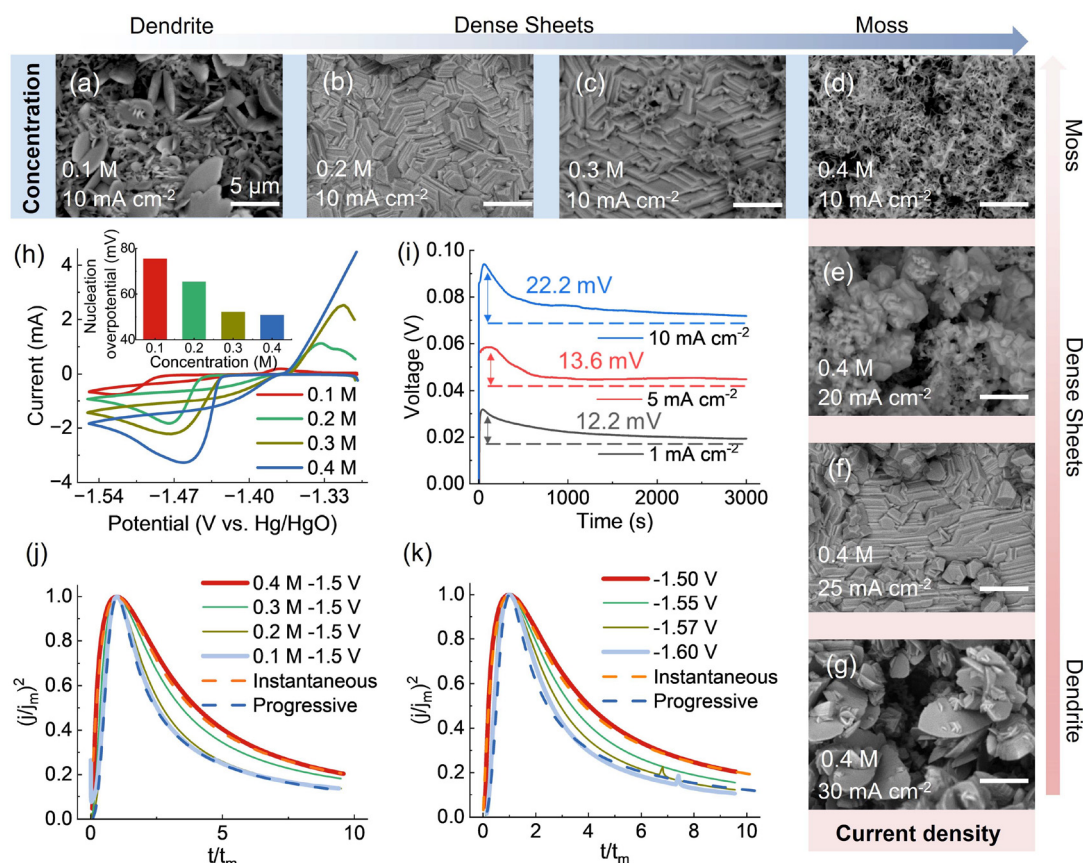 Dendrite
Dense Sheets
Moss
Concentration
(a)
0.1 M
10 mA cm⁻²
5 μm
(b)
0.2 M
10 mA cm⁻²
(c)
0.3 M
10 mA cm⁻²
(d)
0.4 M
10 mA cm⁻²
Moss
Dense Sheets
Dendrite
(h)
Current (mA)
4
2
0
−2
−4
Nucleation
overpotential (mV)
80
60
40
0.1 0.2 0.3 0.4
Concentration (M)
0.1 M
0.2 M
0.3 M
0.4 M
−1.54 −1.47 −1.40 −1.33
Potential (V vs. Hg/HgO)
(i)
Voltage (V)
0.10
0.08
0.06
0.04
0.02
0.00
22.2 mV
10 mA cm⁻²
13.6 mV
5 mA cm⁻²
12.2 mV
1 mA cm⁻²
0 1000 2000 3000
Time (s)
(e)
0.4 M
20 mA cm⁻²
(f)
0.4 M
25 mA cm⁻²
(g)
0.4 M
30 mA cm⁻²
Current density
(j)
(j/jₘ)²
1.0
0.8
0.6
0.4
0.2
0.0
0.4 M -1.5 V
0.3 M -1.5 V
0.2 M -1.5 V
0.1 M -1.5 V
Instantaneous
Progressive
0 5 10
t/tₘ
(k)
(j/jₘ)²
1.0
0.8
0.6
0.4
0.2
0.0
-1.50 V
-1.55 V
-1.57 V
-1.60 V
Instantaneous
Progressive
0 2 4 6 8 10
t/tₘ